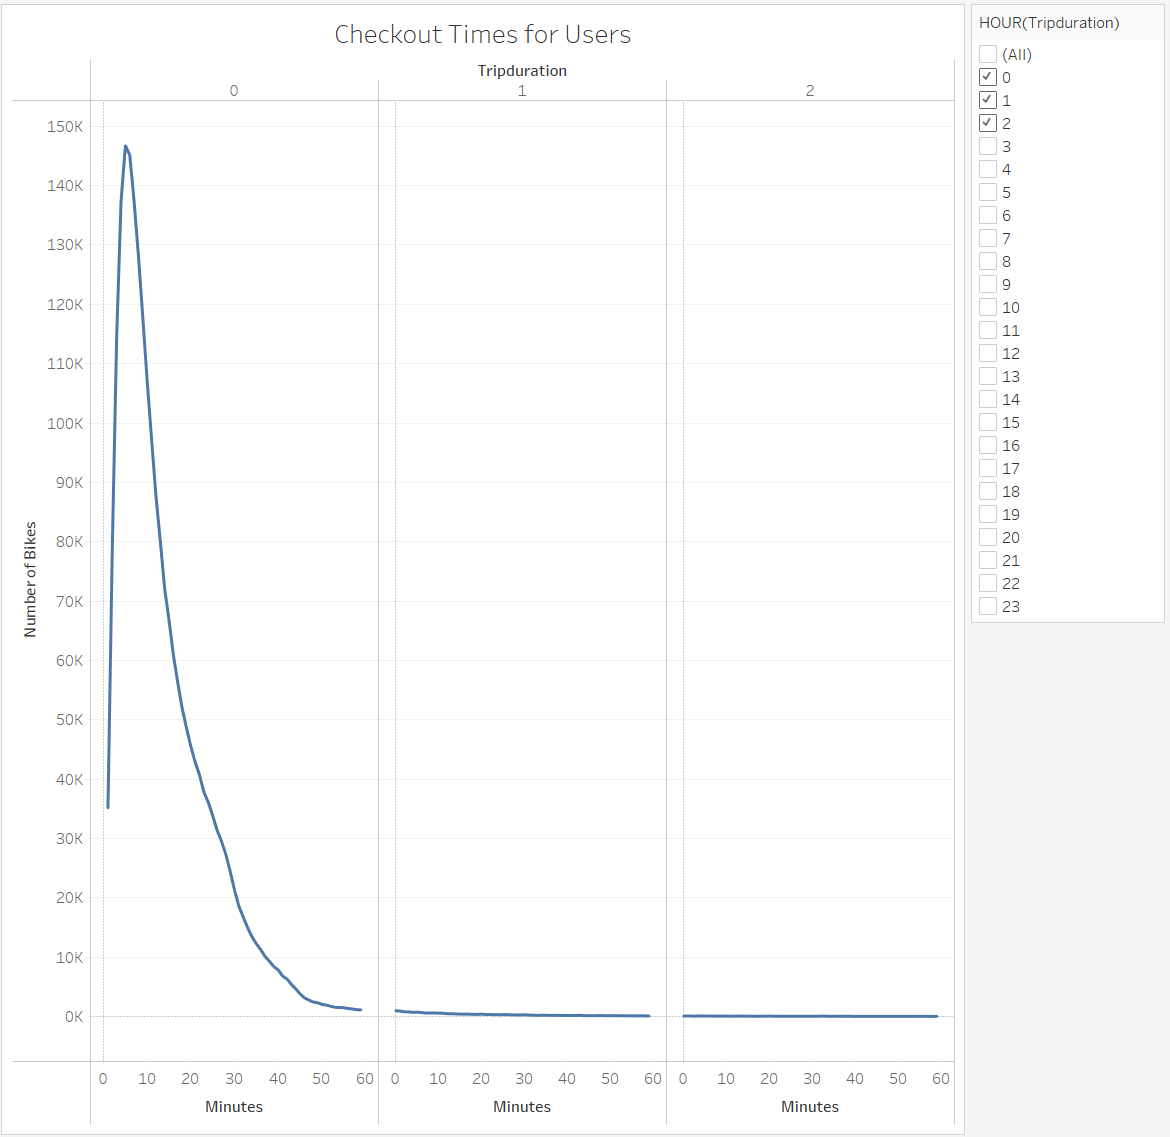 Checkout Times for Users
Tripduration
0 1 2
150K
140K
130K
120K
110K
100K
90K
80K
70K
60K
50K
40K
30K
20K
10K
0K
Number of Bikes
0 10 20 30 40 50 60 0 10 20 30 40 50 60 0 10 20 30 40 50 60
Minutes Minutes Minutes
HOUR(Tripduration)
(All)
0
1
2
3
4
5
6
7
8
9
10
11
12
13
14
15
16
17
18
19
20
21
22
23